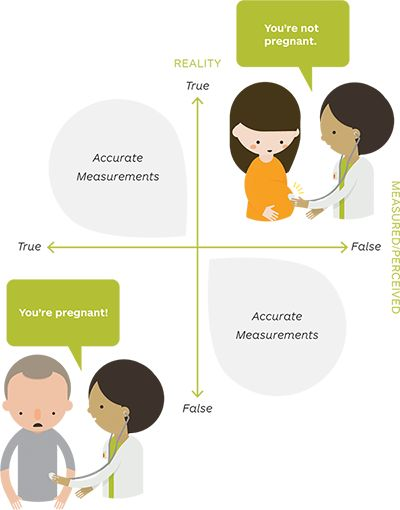 You're not
pregnant.
REALITY
True
Accurate
Measurements
MEASURED/PERCEIVED
True
False
You're pregnant!
Accurate
Measurements
False